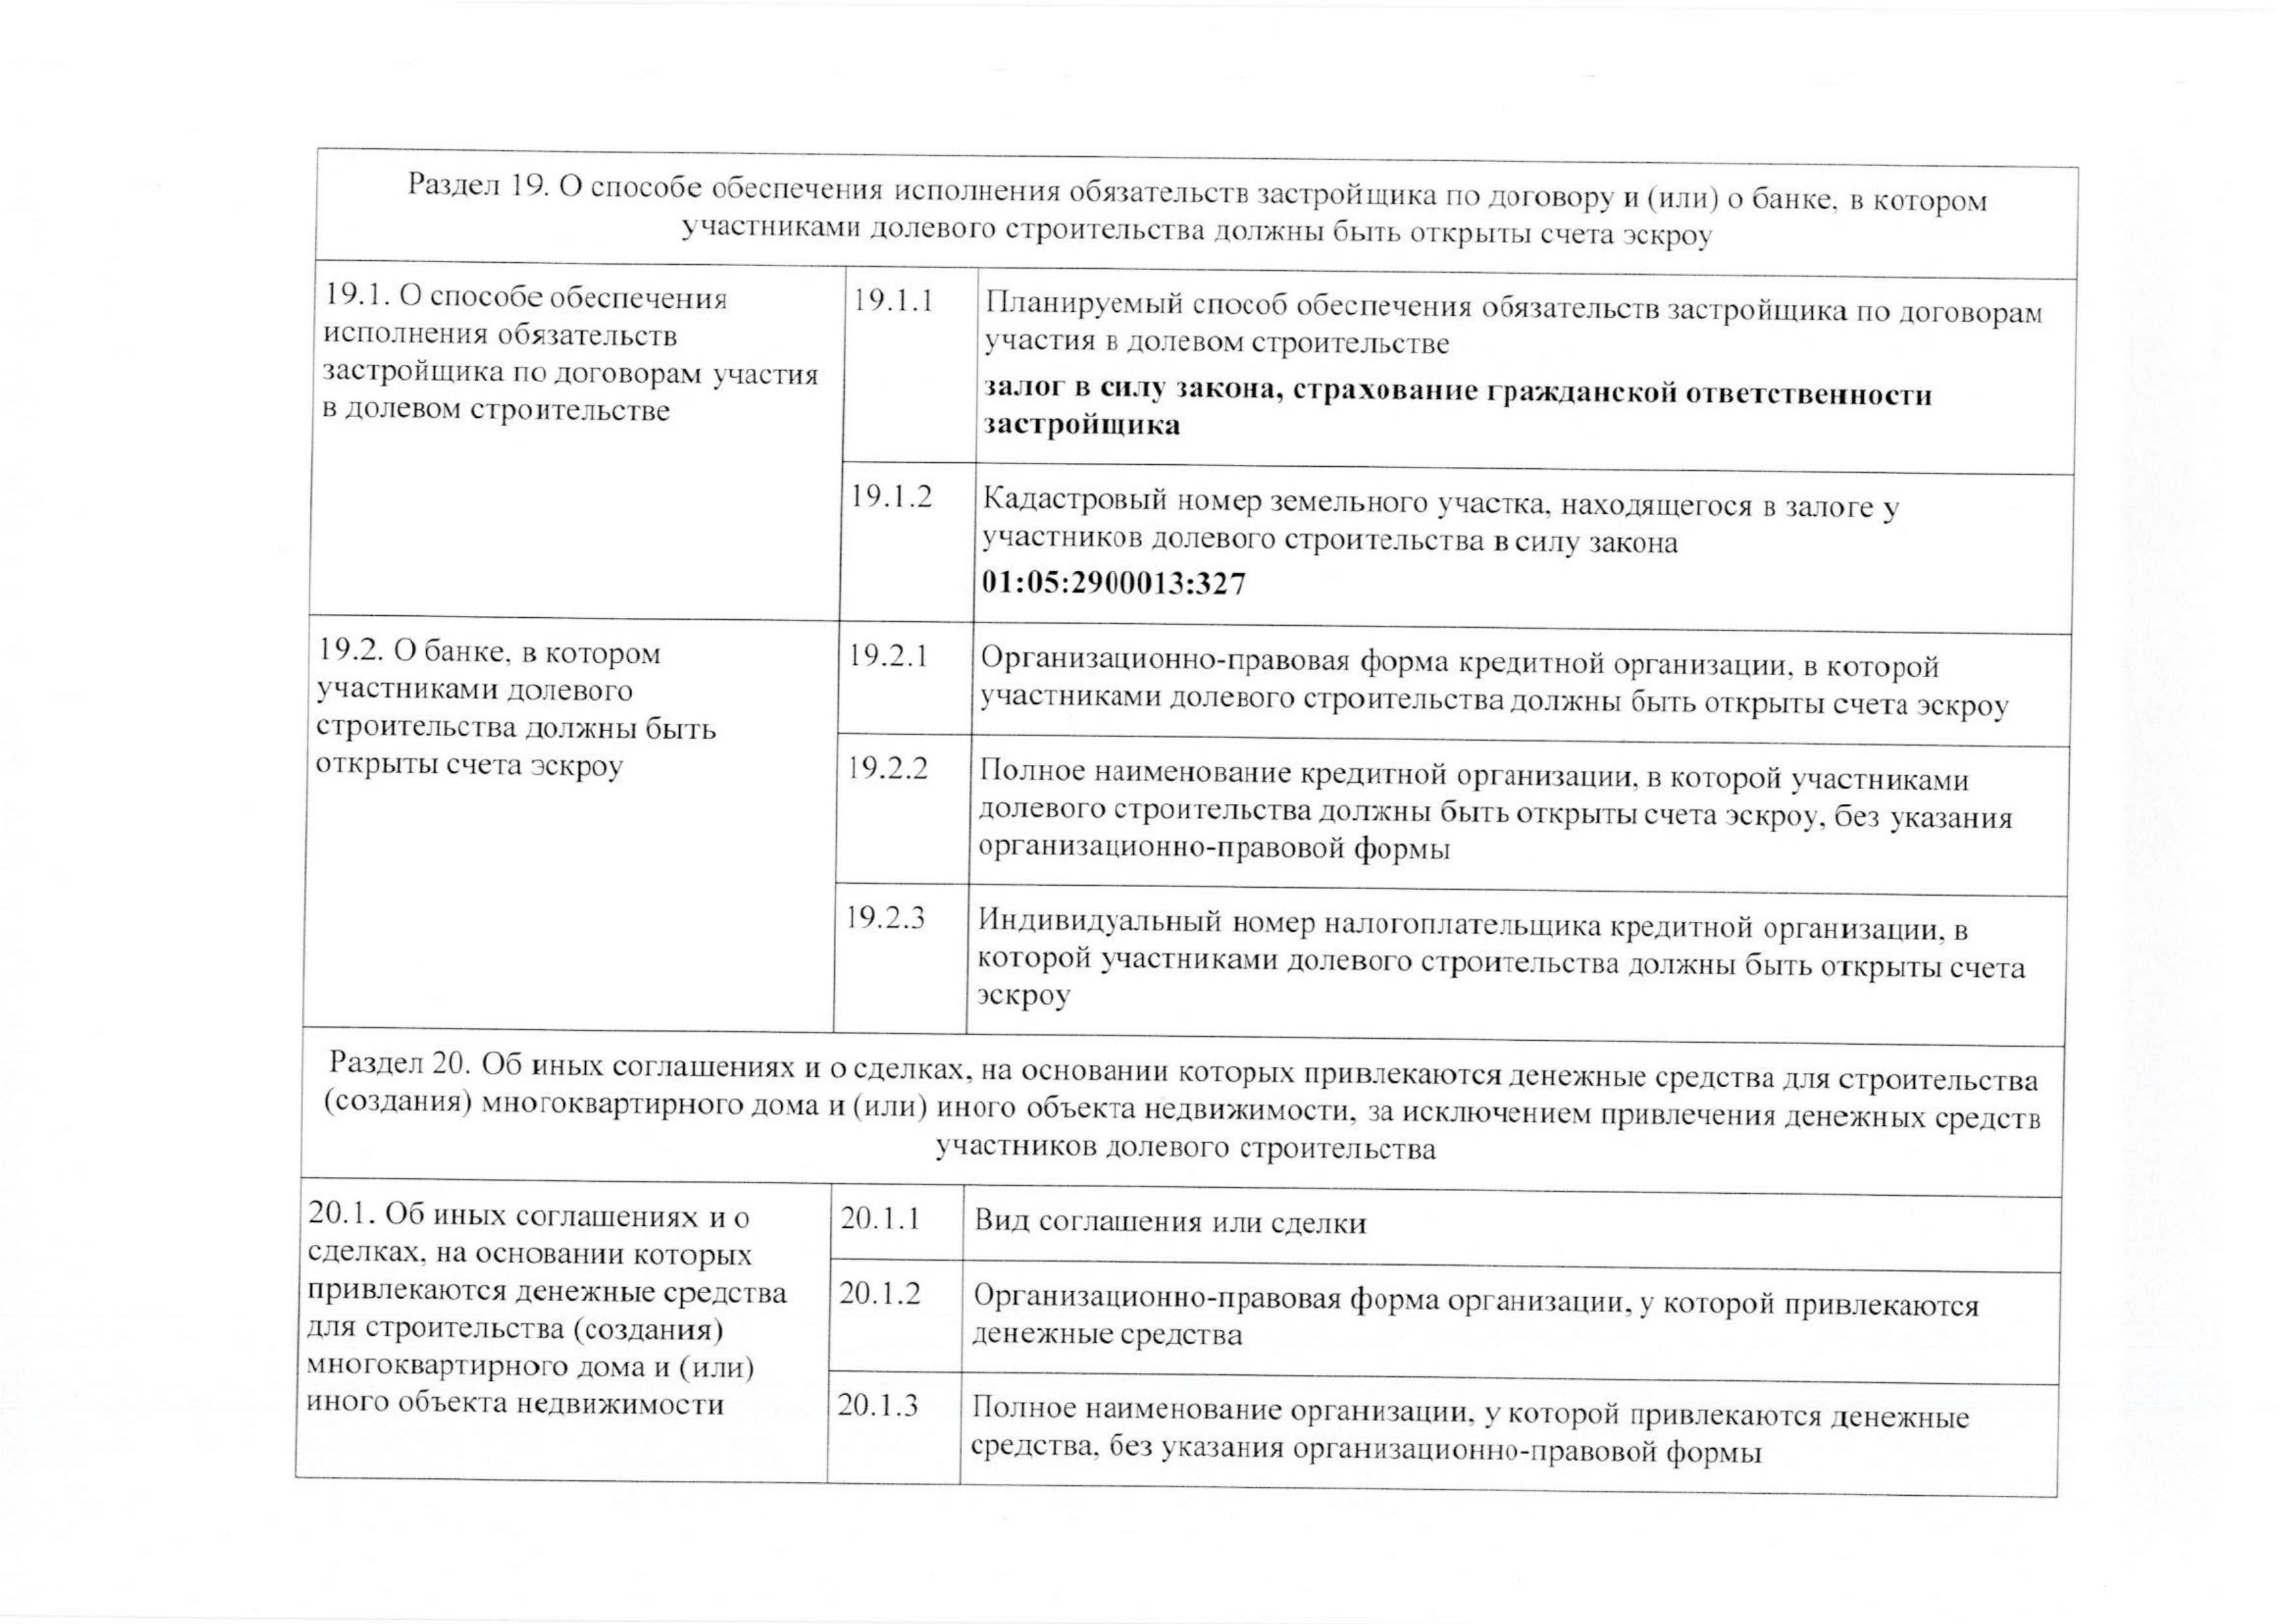 Раздел 19. О способе обеспечения исполнения обязательств застройщика по договору и (или) о банке, в котором
участниками долевого строительства должны быть открыты счета эскроу
19.1. О способе обеспечения
исполнения обязательств
застройщика по договорам участия
в долевом строительстве
19.1.1
Планируемый способ обеспечения обязательств застройщика по договорам
участия в долевом строительстве
залог в силу закона, страхование гражданской ответственности
застройщика
19.1.2
Кадастровый номер земельного участка, находящегося в залоге у
участников долевого строительства в силу закона
01:05:2900013:327
19.2. О банке, в котором
участниками долевого
строительства должны быть
открыты счета эскроу
19.2.1
Организационно-правовая форма кредитной организации, в которой
участниками долевого строительства должны быть открыты счета эскроу
19.2.2
Полное наименование кредитной организации, в которой участниками
долевого строительства должны быть открыты счета эскроу, без указания
организационно-правовой формы
19.2.3
Индивидуальный номер налогоплательщика кредитной организации, в
которой участниками долевого строительства должны быть открыты счета
эскроу
Раздел 20. Об иных соглашениях и о сделках, на основании которых привлекаются денежные средства для строительства
(создания) многоквартирного дома и (или) иного объекта недвижимости, за исключением привлечения денежных средств
участников долевого строительства
20.1. Об иных соглашениях и о
сделках, на основании которых
привлекаются денежные средства
для строительства (создания)
многоквартирного дома и (или)
иного объекта недвижимости
20.1.1
Вид соглашения или сделки
20.1.2
Организационно-правовая форма организации, у которой привлекаются
денежные средства
20.1.3
Полное наименование организации, у которой привлекаются денежные
средства, без указания организационно-правовой формы